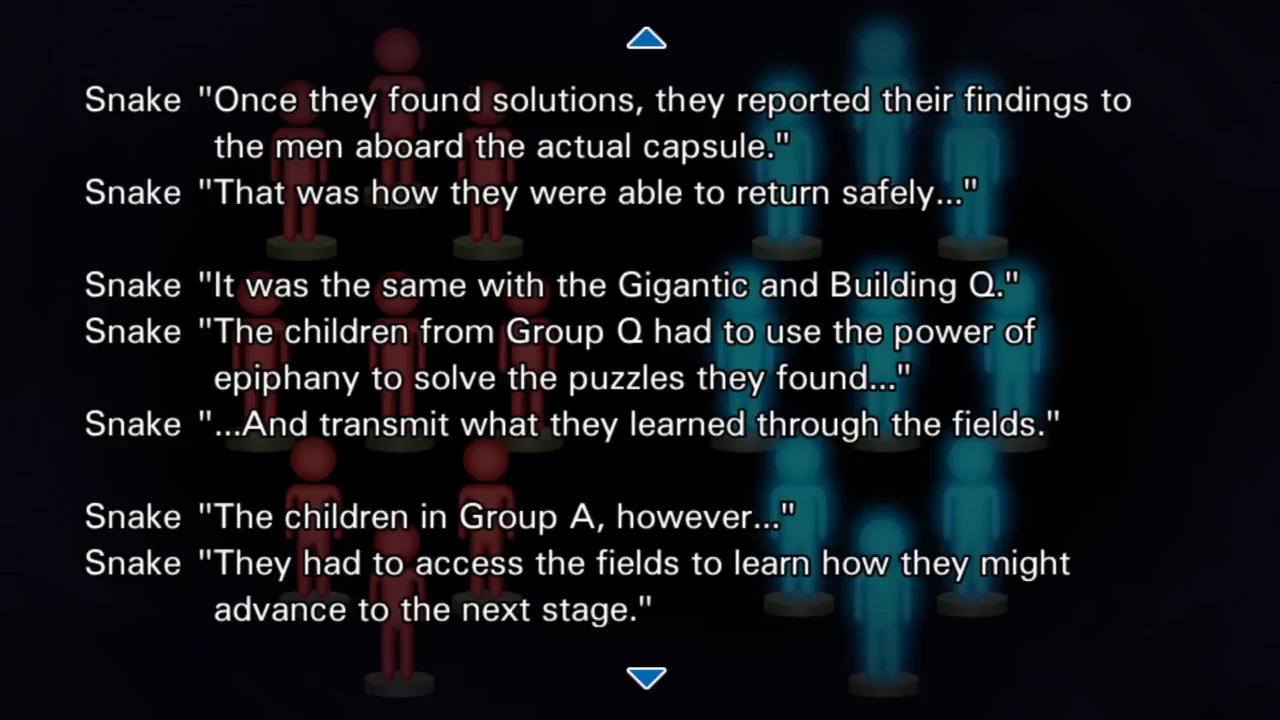 Snake "Once they found solutions, they reported their findings to
the men aboard the actual capsule."
Snake "That was how they were able to return safely..."
Snake "It was the same with the Gigantic and Building Q."
Snake "The children from Group Q had to use the power of
epiphany to solve the puzzles they found..."
Snake "...And transmit what they learned through the fields."
Snake "The children in Group A, however..."
Snake "They had to access the fields to learn how they might
advance to the next stage."